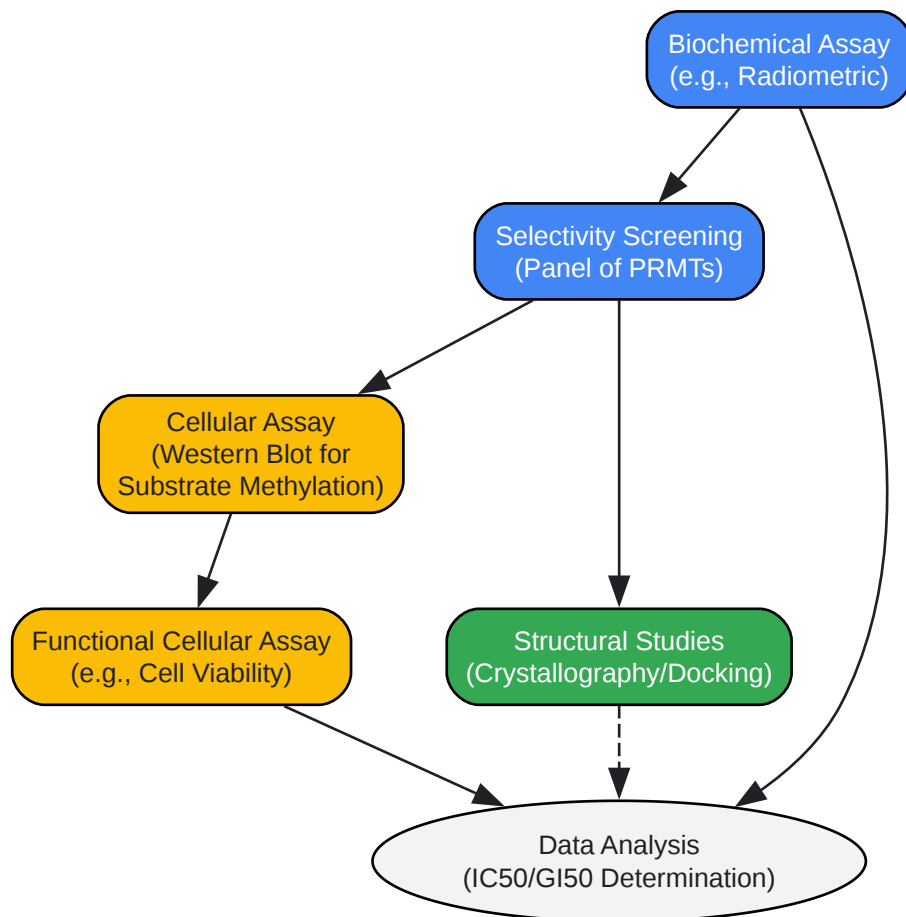 Biochemical Assay
(e.g., Radiometric)
Selectivity Screening
(Panel of PRMTs)
Cellular Assay
(Western Blot for
Substrate Methylation)
Functional Cellular Assay
(e.g., Cell Viability)
Structural Studies
(Crystallography/Docking)
Data Analysis
(IC50/GI50 Determination)